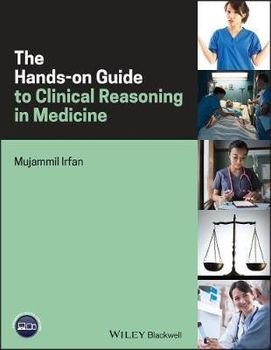 The
Hands-on Guide
to Clinical Reasoning
in Medicine
Mujammil Irfan
WILEY Blackwell